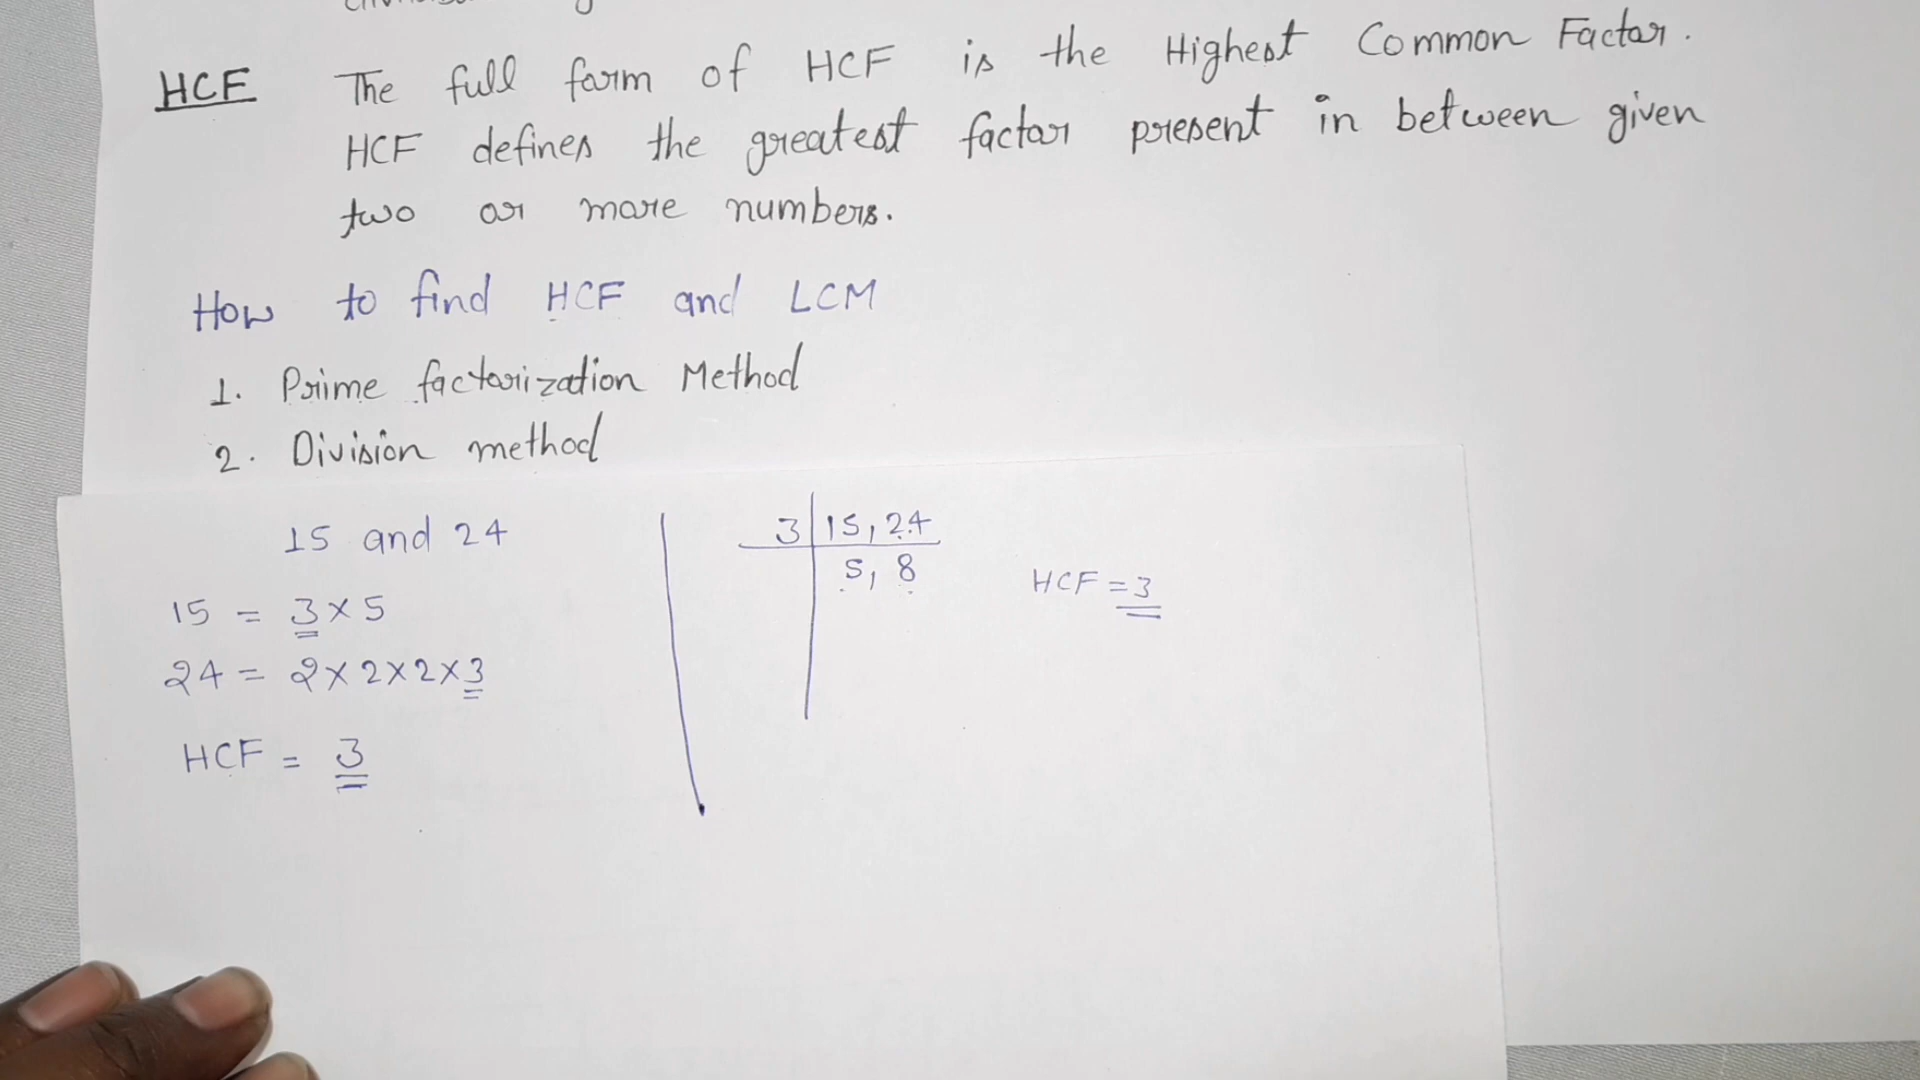 HCF The full form of HCF is the Highest Common Factor.
HCF defines the greatest factor present in between given
two or more numbers.
How to find HCF and LCM
1. Prime factorization Method
2. Division method
15 and 24
15 = 3 x 5
24 = 2 x 2 x 2 x 3
HCF = 3
3 15, 24
5, 8
HCF = 3